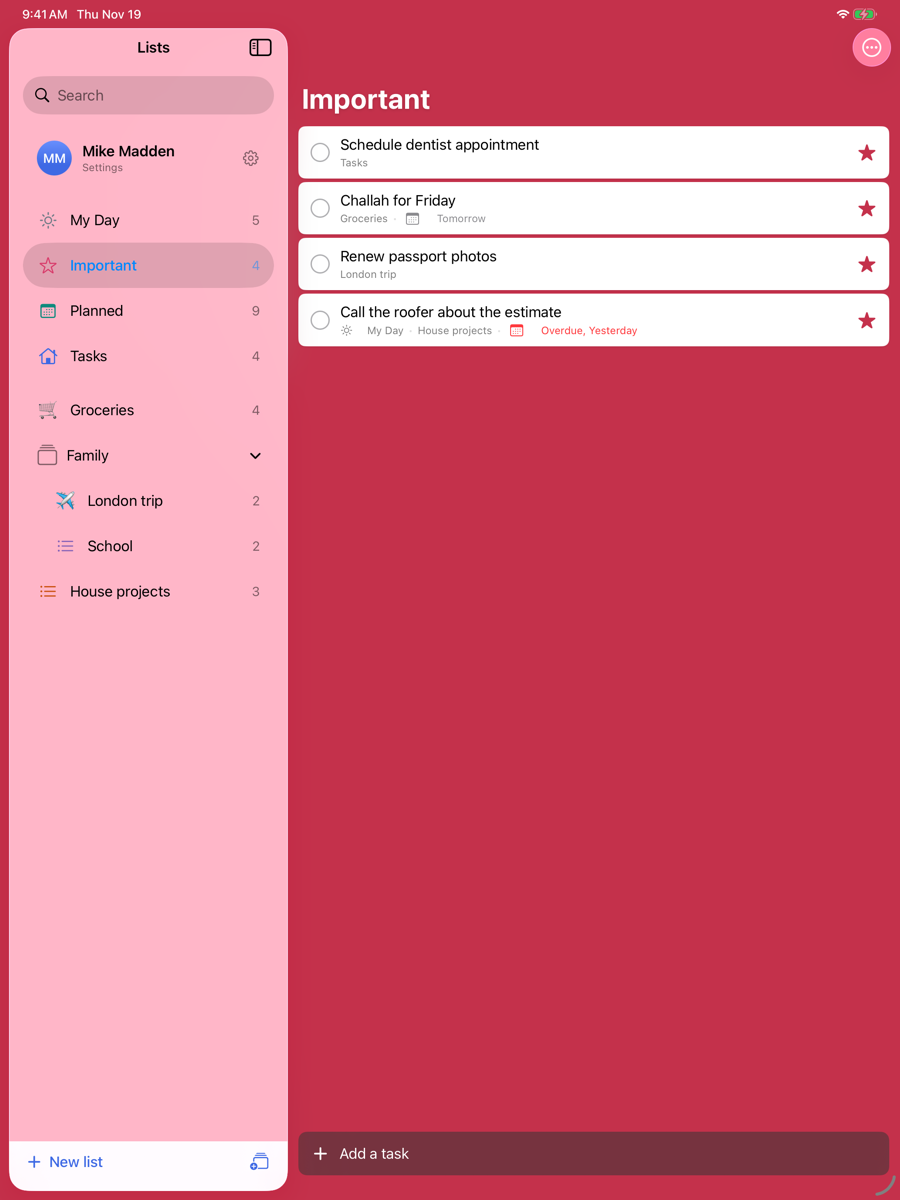 9:41 AM Thu Nov 19
Lists
Search
MM
Mike Madden
Settings
My Day 5
Important 4
Planned 9
Tasks 4
Groceries 4
Family
London trip 2
School 2
House projects 3
New list
Important
Schedule dentist appointment
Tasks
Challah for Friday
Groceries · Tomorrow
Renew passport photos
London trip
Call the roofer about the estimate
My Day · House projects · Overdue, Yesterday
Add a task